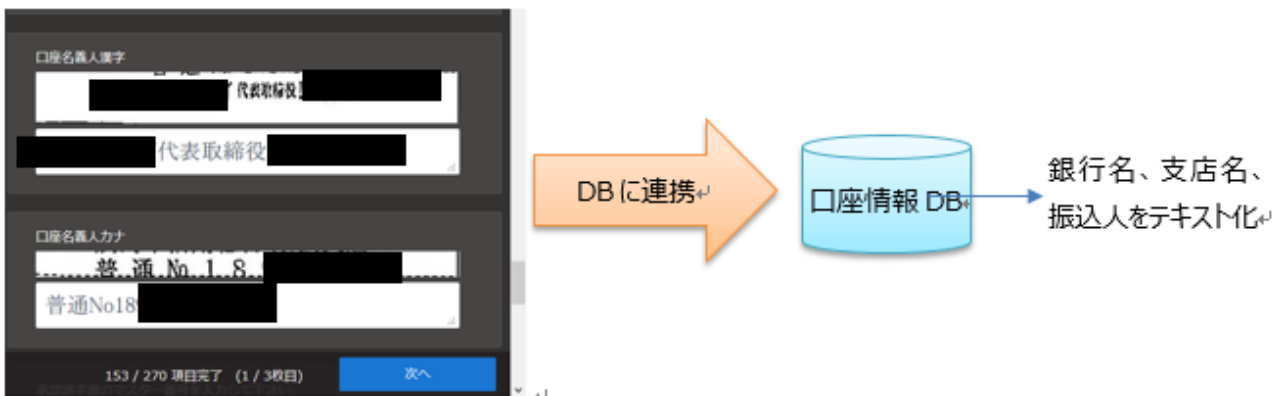 口座名義人漢字
代表取締役
代表取締役
口座名義人カナ
普通 No. 1 8
普通No18
153 / 270 項目完了 (1 / 3枚目)
次へ
DBに連携
口座情報 DB
銀行名、支店名、
振込人をテキスト化